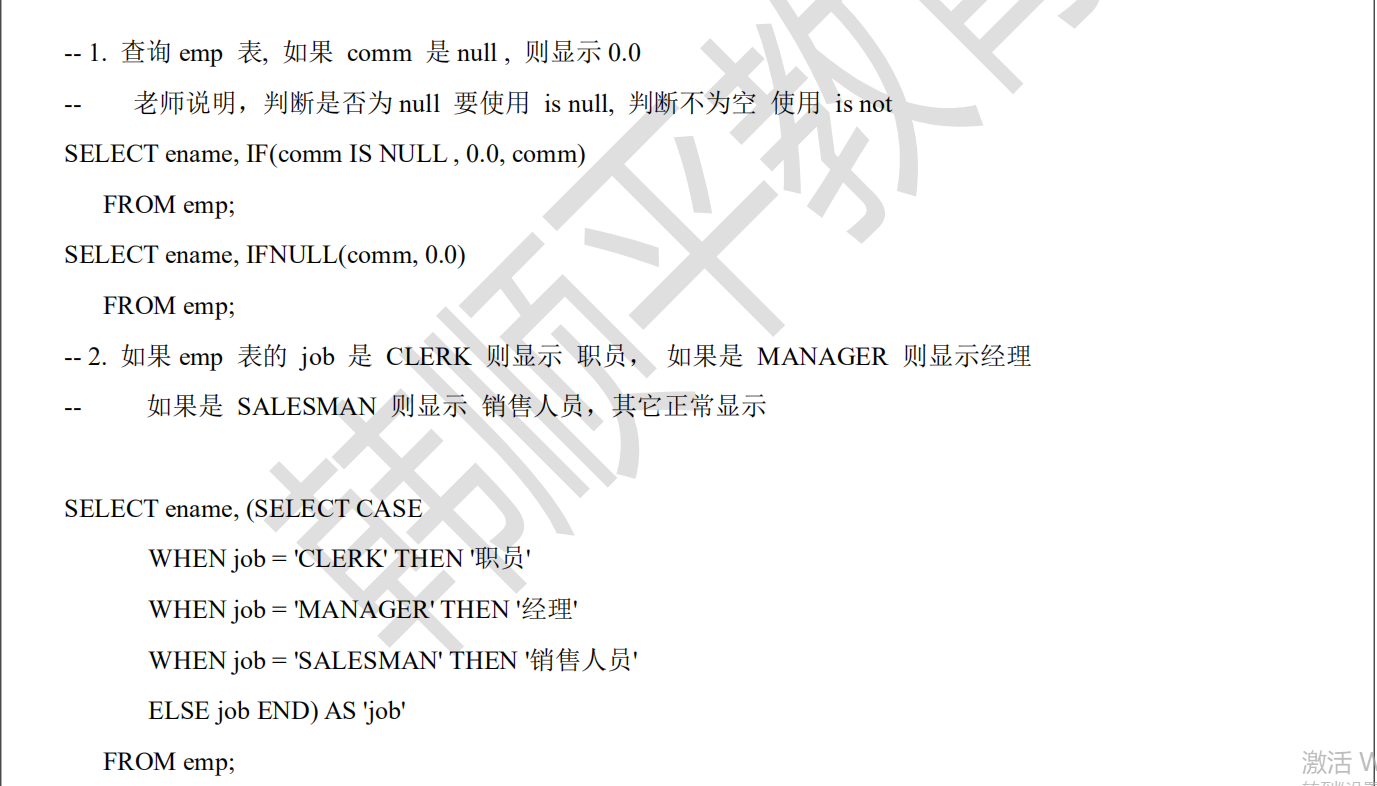 -- 1. 查询 emp 表, 如果 comm 是 null , 则显示 0.0
-- 老师说明，判断是否为 null 要使用 is null, 判断不为空 使用 is not
SELECT ename, IF(comm IS NULL , 0.0, comm)
FROM emp;
SELECT ename, IFNULL(comm, 0.0)
FROM emp;
-- 2. 如果 emp 表的 job 是 CLERK 则显示 职员， 如果是 MANAGER 则显示经理
-- 如果是 SALESMAN 则显示 销售人员，其它正常显示
SELECT ename, (SELECT CASE
WHEN job = 'CLERK' THEN '职员'
WHEN job = 'MANAGER' THEN '经理'
WHEN job = 'SALESMAN' THEN '销售人员'
ELSE job END) AS 'job'
FROM emp;
韩顺平教育
激活 W